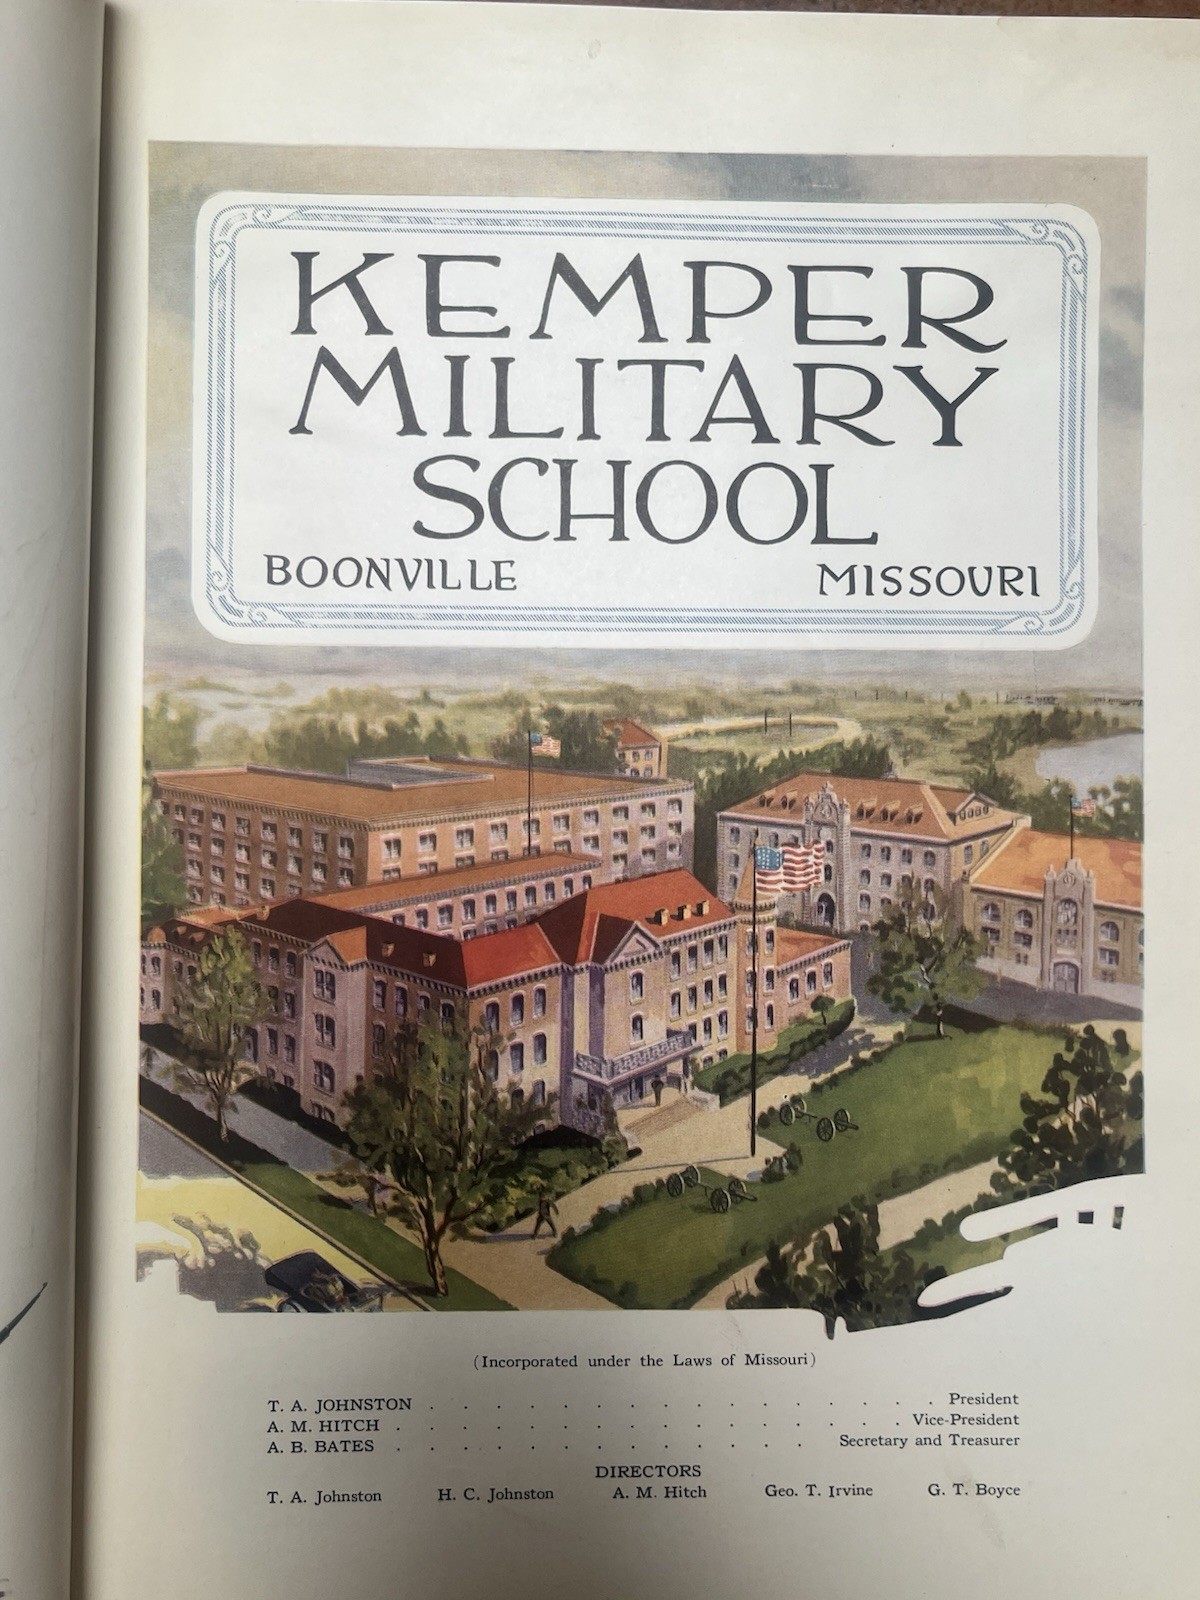 KEMPER
MILITARY
SCHOOL
BOONVILLE MISSOURI
(Incorporated under the Laws of Missouri)
T. A. JOHNSTON . . . . . . . . . . . . . . . . President
A. M. HITCH . . . . . . . . . . . . . . . . Vice-President
A. B. BATES . . . . . . . . . . . . . Secretary and Treasurer
DIRECTORS
T. A. Johnston H. C. Johnston A. M. Hitch Geo. T. Irvine G. T. Boyce